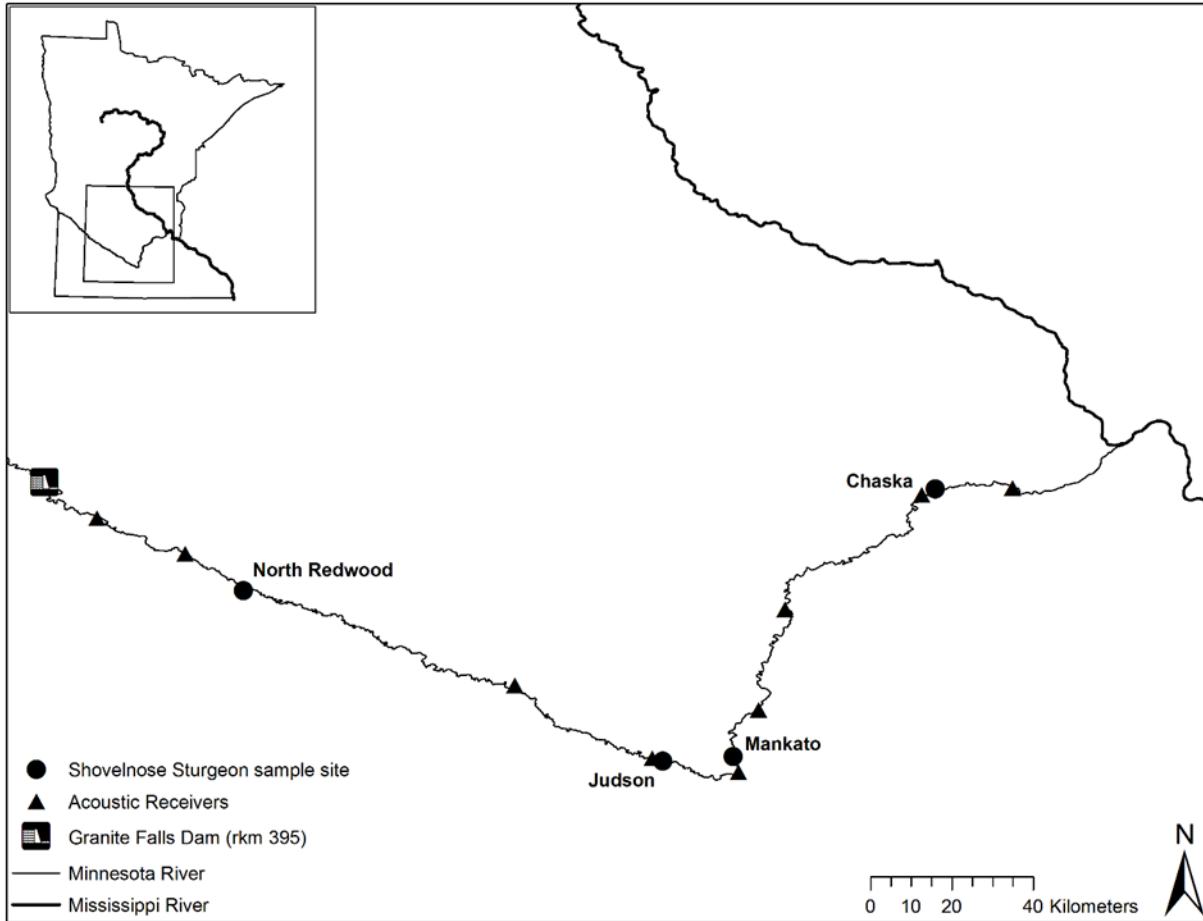 Chaska
North Redwood
Mankato
Judson
Shovelnose Sturgeon sample site
Acoustic Receivers
Granite Falls Dam (rkm 395)
Minnesota River
Mississippi River
N
0 10 20 40 Kilometers